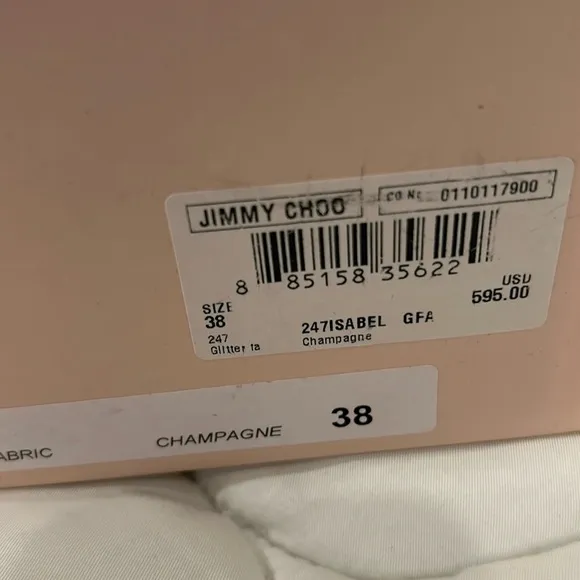 JIMMY CHOO
CO Nº 0110117900
8 85158 35622
SIZE
38
247
Glitter fa
247ISABEL GFA
Champagne
USD
595.00
ABRIC CHAMPAGNE 38